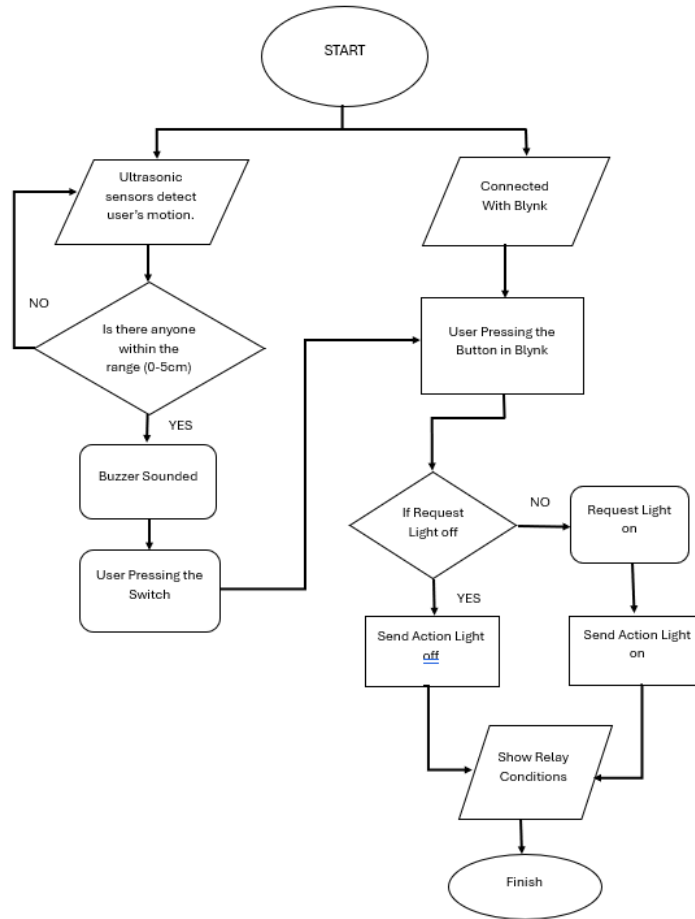 START
Ultrasonic
sensors detect
user's motion.
Connected
With Blynk
NO
Is there anyone
within the
range (0-5cm)
User Pressing the
Button in Blynk
YES
Buzzer Sounded
User Pressing the
Switch
If Request
Light off
NO
Request Light
on
YES
Send Action Light
off
Send Action Light
on
Show Relay
Conditions
Finish